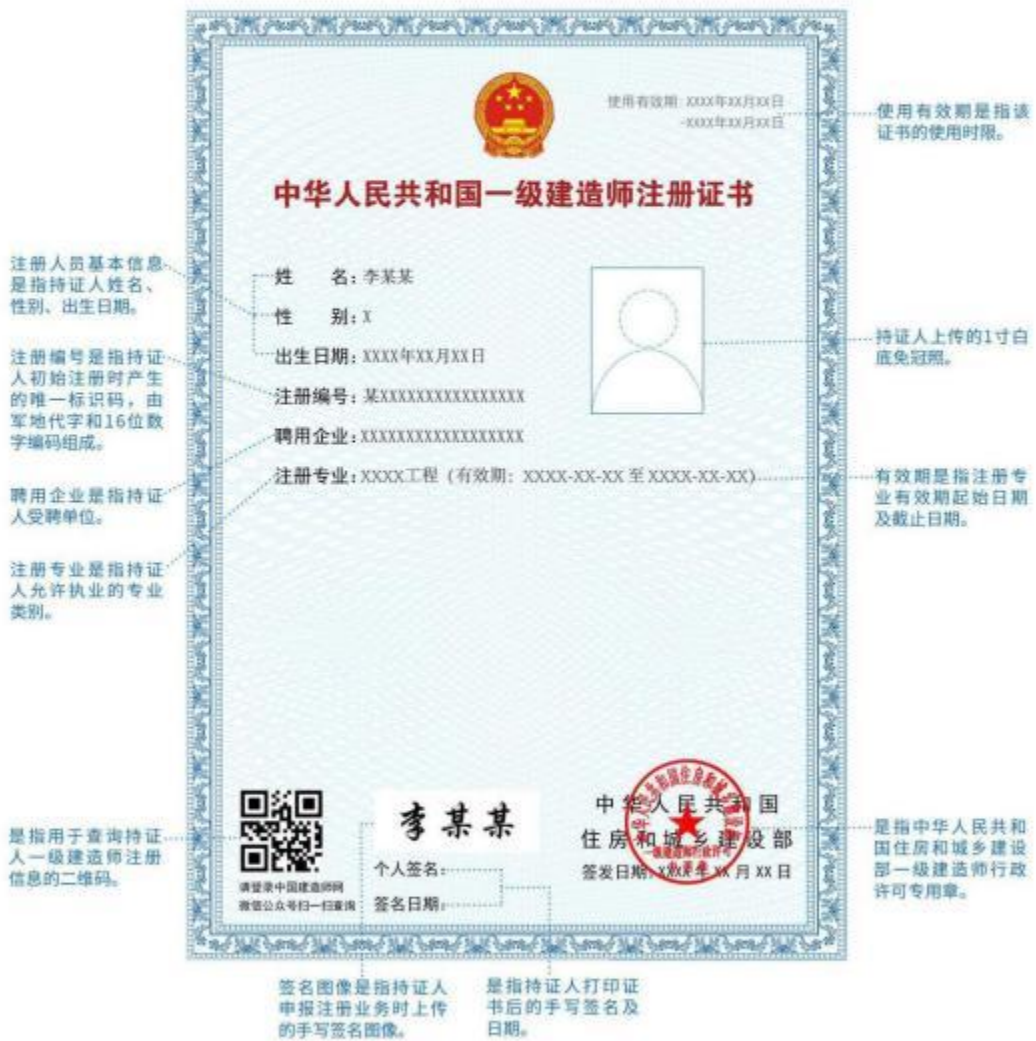 使用有效期: XXXX年XX月XX日
-XXXX年XX月XX日
使用有效期是指该
证书的使用时限。
中华人民共和国一级建造师注册证书
注册人员基本信息
是指持证人姓名、
性别、出生日期。
姓 名:李某某
性 别:X
出生日期:XXXX年XX月XX日
持证人上传的1寸白
底免冠照。
注册编号是指持证
人初始注册时产生
的唯一标识码，由
军地代字和16位数
字编码组成。
注册编号:某XXXXXXXXXXXXXXXX
聘用企业:XXXXXXXXXXXXXXXXXX
注册专业:XXXX工程（有效期: XXXX-XX-XX 至 XXXX-XX-XX）
有效期是指注册专
业有效期起始日期
及截止日期。
聘用企业是指持证
人受聘单位。
注册专业是指持证
人允许执业的专业
类别。
是指用于查询持证
人一级建造师注册
信息的二维码。
请登录中国建造师网
微信公众号扫一扫查询
李某某
个人签名:
签名日期:
中华人民共和国
住房和城乡建设部
签发日期: XXXX 年 XX 月 XX 日
是指中华人民共和
国住房和城乡建设
部一级建造师行政
许可专用章。
签名图像是指持证人
申报注册业务时上传
的手写签名图像。
是指持证人打印证
书后的手写签名及
日期。